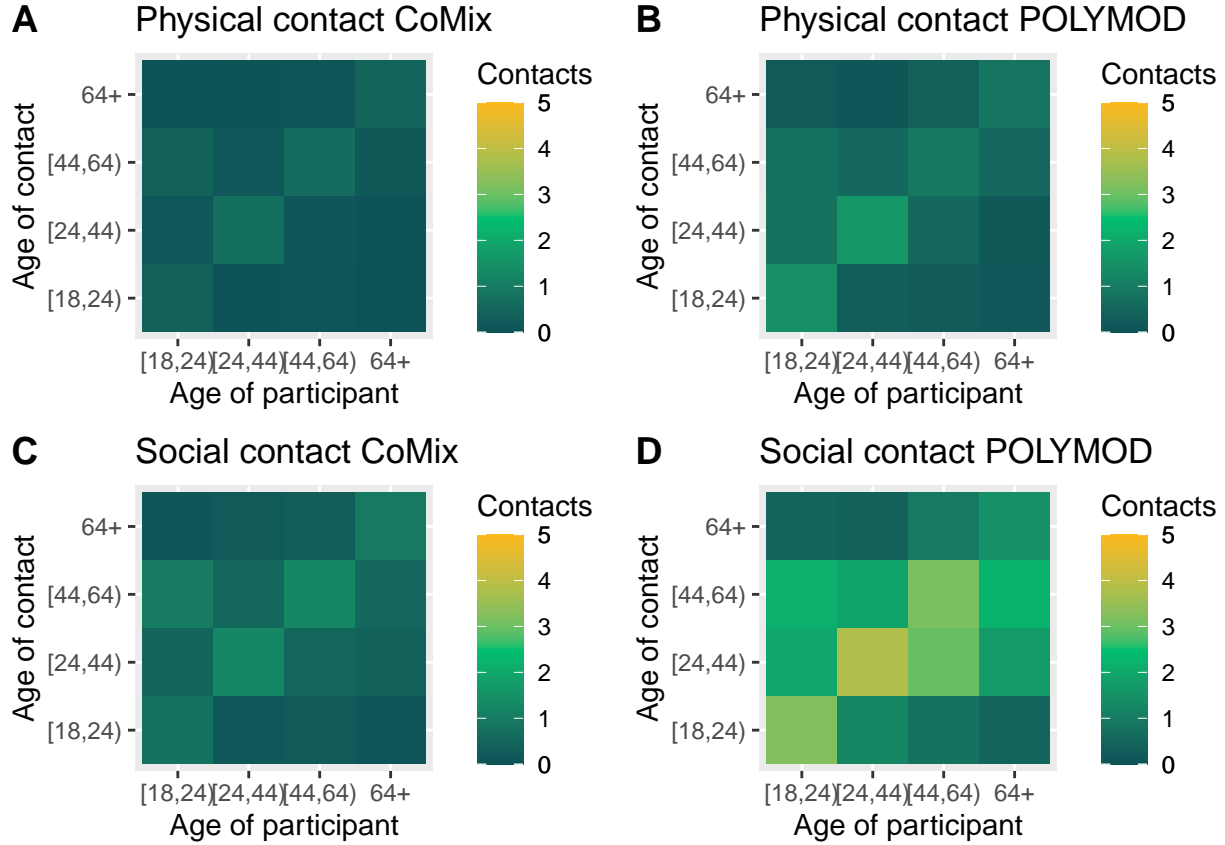 A Physical contact CoMix
Age of contact
64+
[44,64)
[24,44)
[18,24)
[18,24) [24,44) [44,64) 64+
Age of participant
Contacts
5
4
3
2
1
0
B Physical contact POLYMOD
Age of contact
64+
[44,64)
[24,44)
[18,24)
[18,24) [24,44) [44,64) 64+
Age of participant
Contacts
5
4
3
2
1
0
C Social contact CoMix
Age of contact
64+
[44,64)
[24,44)
[18,24)
[18,24) [24,44) [44,64) 64+
Age of participant
Contacts
5
4
3
2
1
0
D Social contact POLYMOD
Age of contact
64+
[44,64)
[24,44)
[18,24)
[18,24) [24,44) [44,64) 64+
Age of participant
Contacts
5
4
3
2
1
0